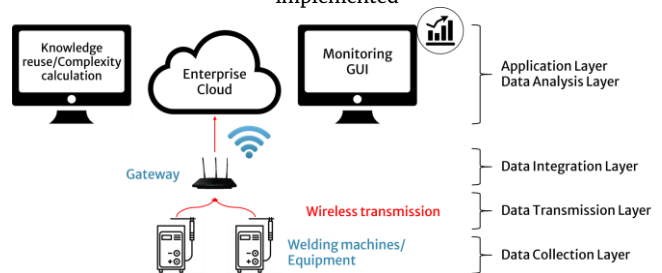 implemented
Knowledge
reuse/Complexity
calculation
Enterprise
Cloud
Monitoring
GUI
Application Layer
Data Analysis Layer
Gateway
Data Integration Layer
Wireless transmission
Data Transmission Layer
Welding machines/
Equipment
Data Collection Layer